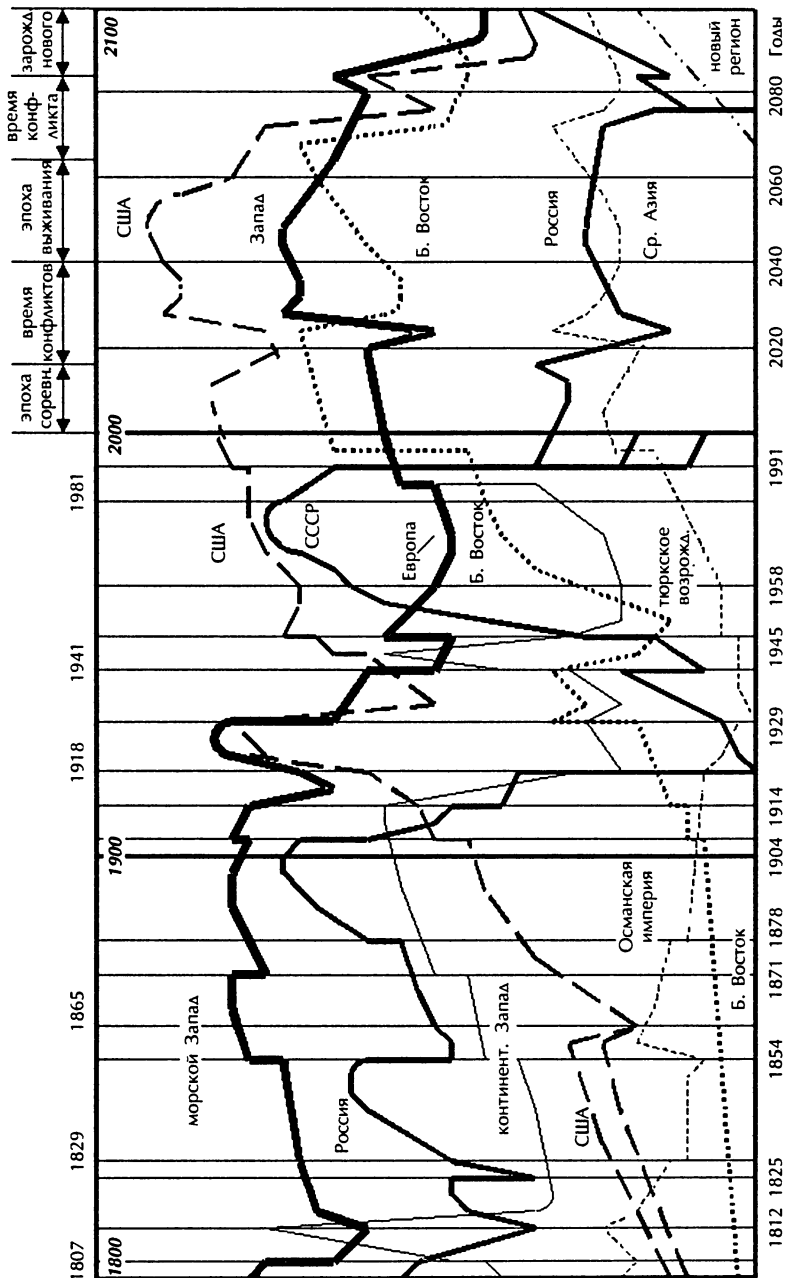 эпоха
соревн.
время
конфликтов
эпоха
выживания
время
конф-
ликта
зарожд.
нового
1807
1829
1865
1918
1941
1981
1800
1900
2000
2100
США
морской Запад
США
Запад
СССР
Россия
Европа
Б. Восток
Б. Восток
континент. Запад
Россия
США
Османская
империя
тюркское
возрожд.
Ср. Азия
Б. Восток
новый
регион
1812
1825
1854
1871
1878
1904
1914
1929
1945
1958
1991
2020
2040
2060
2080
Годы